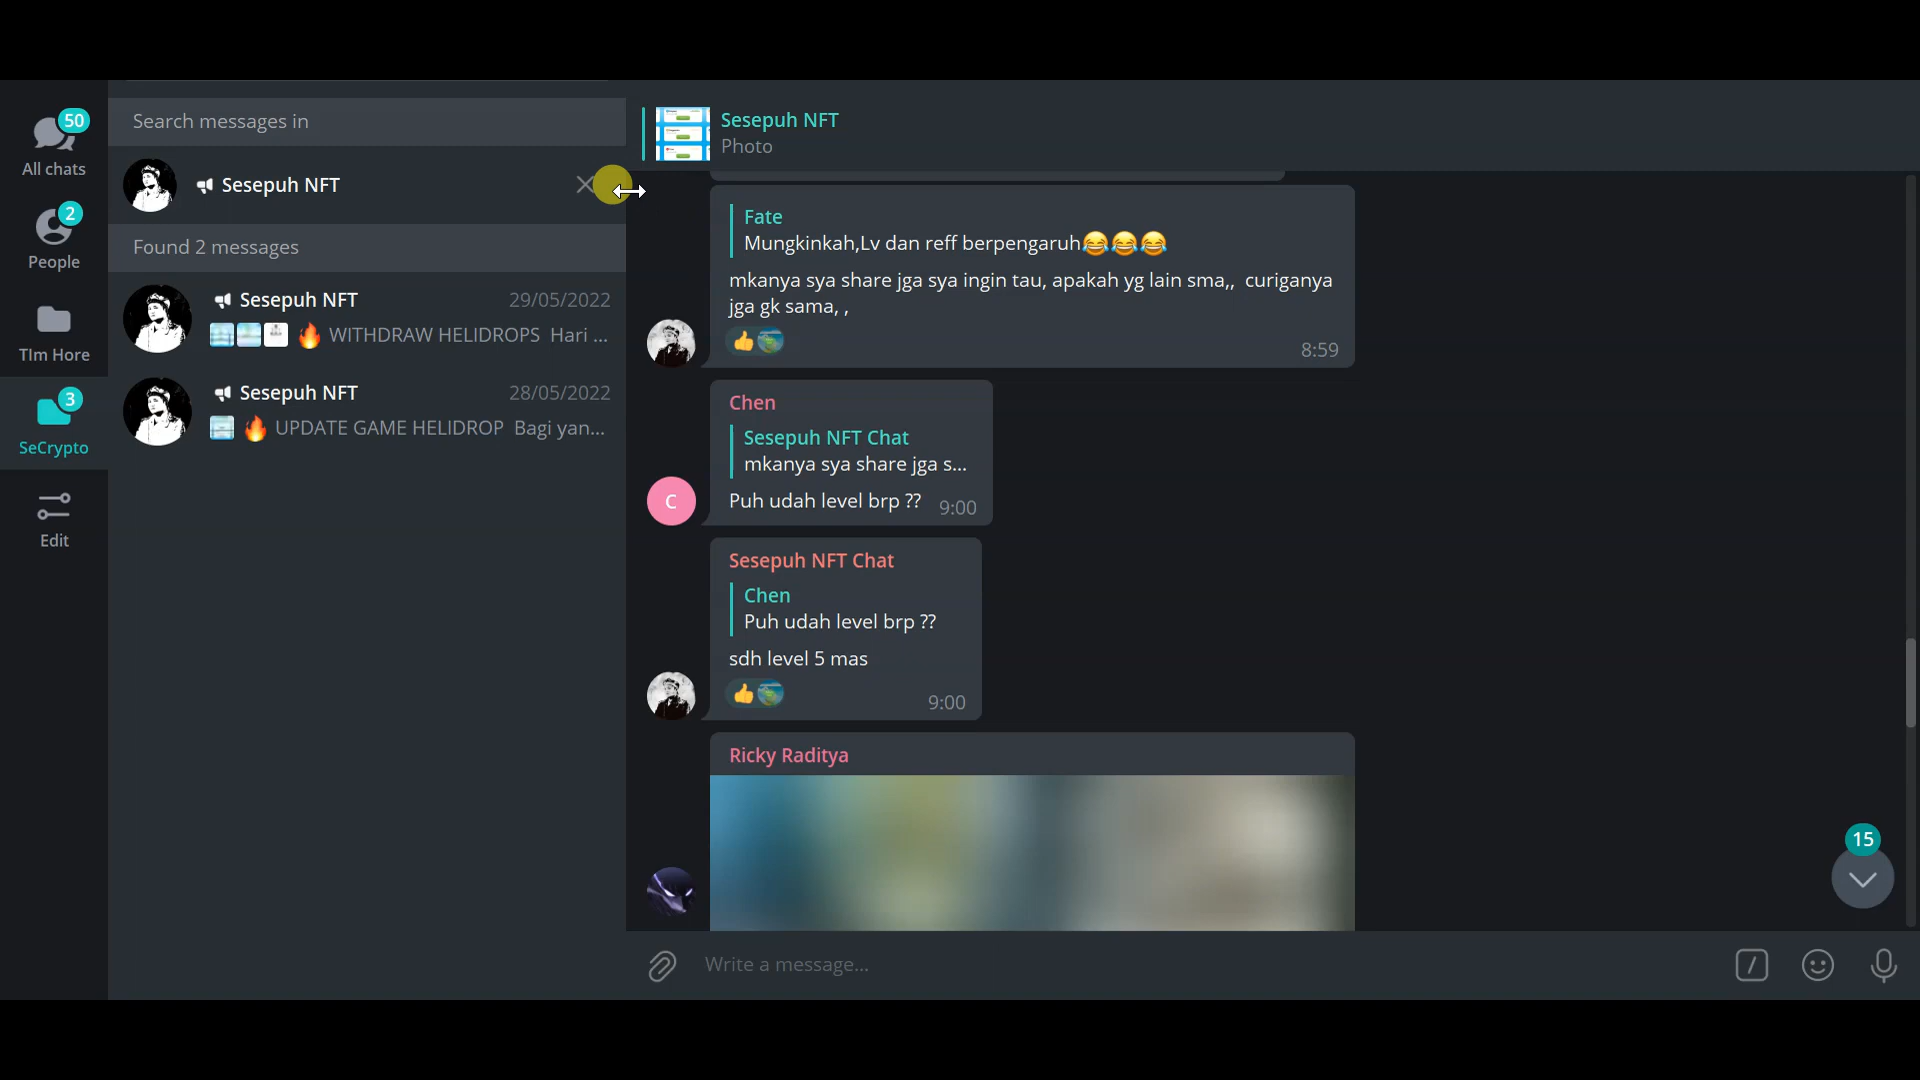 50
All chats
2
People
TIm Hore
3
SeCrypto
Edit
Search messages in
Sesepuh NFT
Found 2 messages
Sesepuh NFT 29/05/2022
🔥 WITHDRAW HELIDROPS Hari ...
Sesepuh NFT 28/05/2022
🔥 UPDATE GAME HELIDROP Bagi yan...
Sesepuh NFT
Photo
Fate
Mungkinkah,Lv dan reff berpengaruh😂😂😂
mkanya sya share jga sya ingin tau, apakah yg lain sma,, curiganya
jga gk sama, ,
👍
8:59
Chen
Sesepuh NFT Chat
mkanya sya share jga s...
Puh udah level brp ?? 9:00
C
Sesepuh NFT Chat
Chen
Puh udah level brp ??
sdh level 5 mas
👍
9:00
Ricky Raditya
15
Write a message...